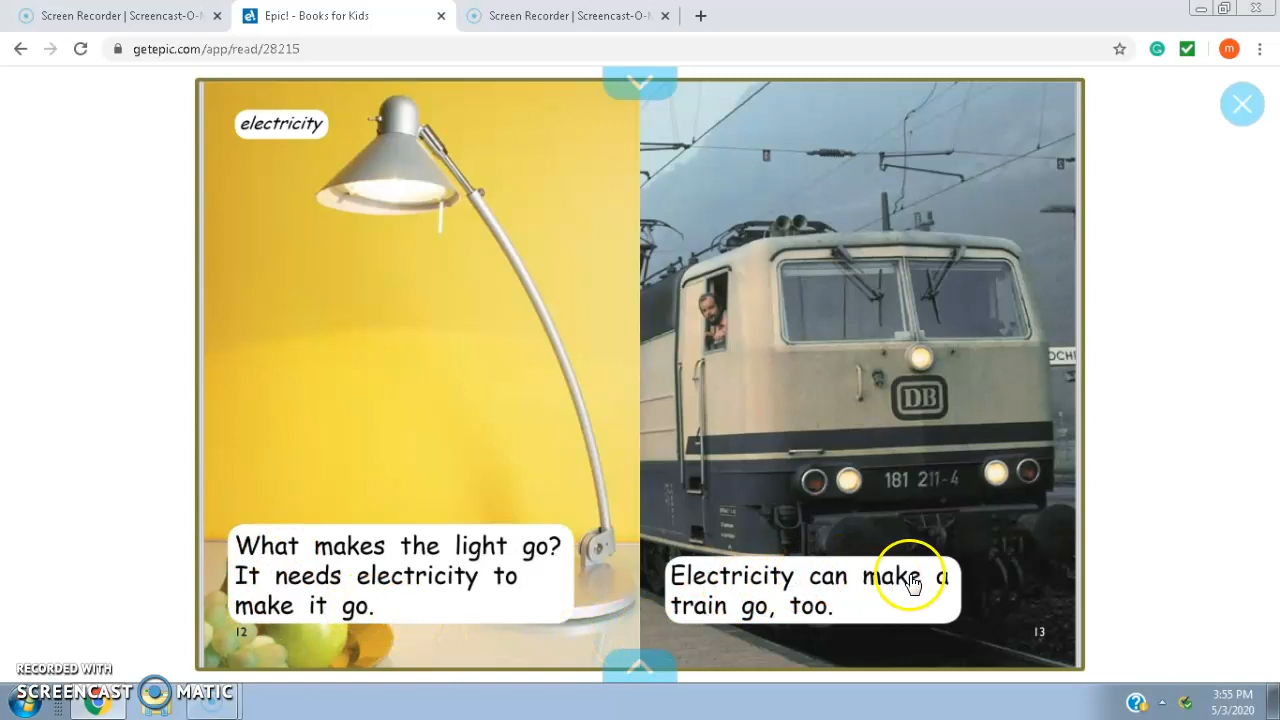 Screen Recorder | Screencast-O-M
Epic! - Books for Kids
Screen Recorder | Screencast-O-M
getepic.com/app/read/28215
m
electricity
What makes the light go?
It needs electricity to
make it go.
12
DB
181 211-4
OCH
Electricity can make a
train go, too.
13
RECORDED WITH
SCREENCAST MATIC
3:55 PM
5/3/2020